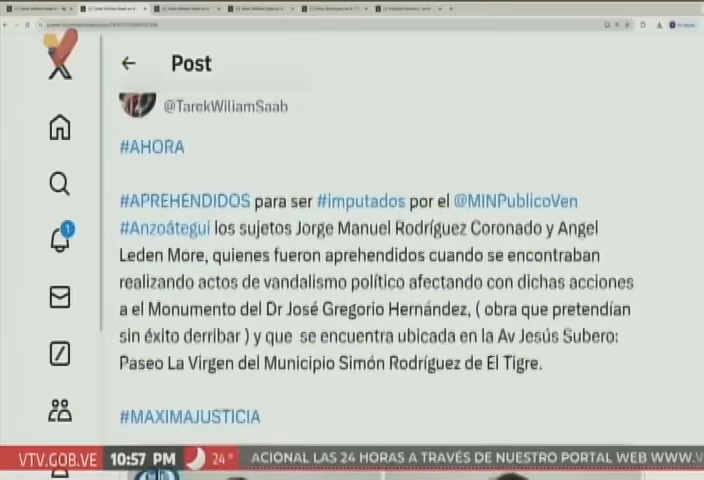 Post
@TarekWiliamSaab
#AHORA
#APREHENDIDOS para ser #imputados por el @MINPublicoVen
#Anzoátegui los sujetos Jorge Manuel Rodríguez Coronado y Angel
Leden More, quienes fueron aprehendidos cuando se encontraban
realizando actos de vandalismo político afectando con dichas acciones
a el Monumento del Dr José Gregorio Hernández, ( obra que pretendían
sin éxito derribar ) y que se encuentra ubicada en la Av Jesús Subero:
Paseo La Virgen del Municipio Simón Rodríguez de El Tigre.
#MAXIMAJUSTICIA
1
VTV.GOB.VE 10:57 PM 24° ACIONAL LAS 24 HORAS A TRAVÉS DE NUESTRO PORTAL WEB WWW.V